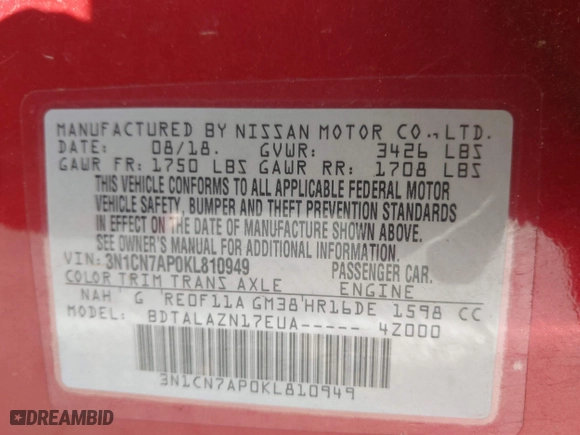 MANUFACTURED BY NISSAN MOTOR CO.,LTD.
DATE: 08/18. GVWR: 3426 LBS
GAWR FR: 1750 LBS GAWR RR: 1708 LBS
THIS VEHICLE CONFORMS TO ALL APPLICABLE FEDERAL MOTOR
VEHICLE SAFETY, BUMPER AND THEFT PREVENTION STANDARDS
IN EFFECT ON THE DATE OF MANUFACTURE SHOWN ABOVE.
SEE OWNER'S MANUAL FOR ADDITIONAL INFORMATION.
VIN: 3N1CN7AP0KL810949 PASSENGER CAR.
COLOR TRIM TRANS AXLE ENGINE
NAH G RE0F11A GM38 HR16DE 1598 CC
MODEL: BDTALAZN17EUA----- 4Z000
3N1CN7AP0KL810949
DREAMBID